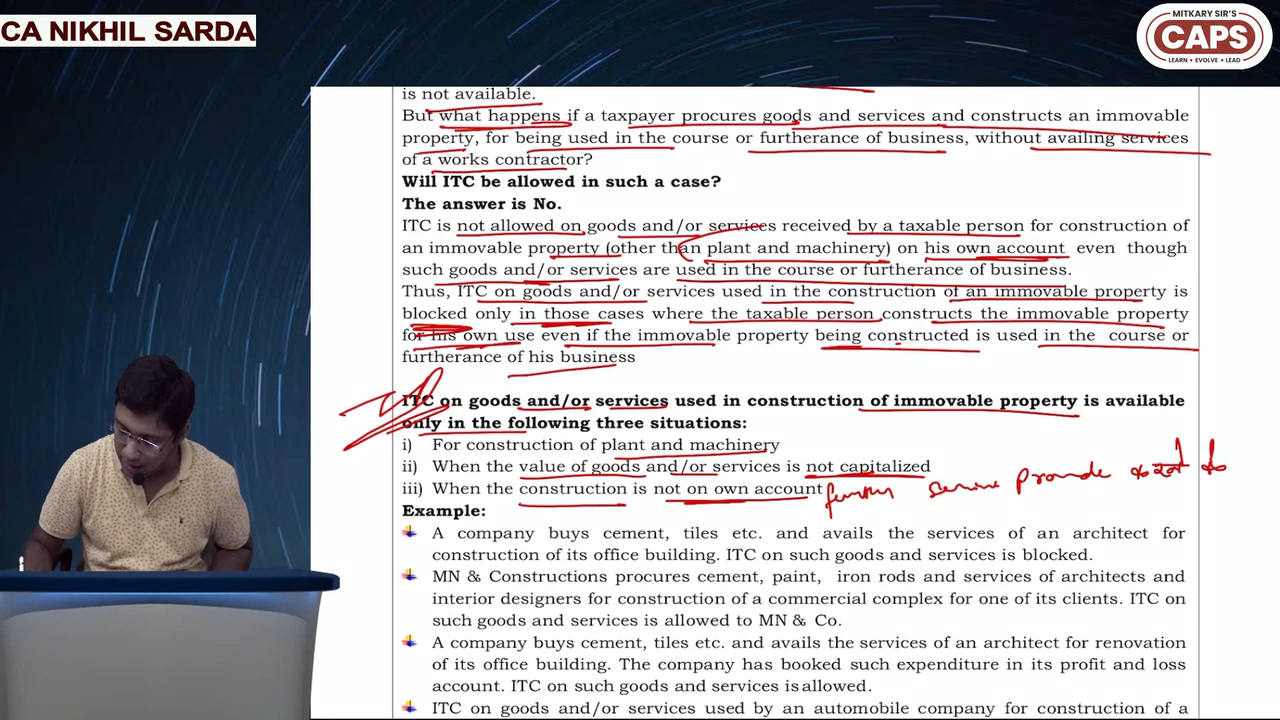 CA NIKHIL SARDA
MITKARY SIR'S
CAPS
LEARN • EVOLVE • LEAD
is not available.
But what happens if a taxpayer procures goods and services and constructs an immovable
property, for being used in the course or furtherance of business, without availing services
of a works contractor?
Will ITC be allowed in such a case?
The answer is No.
ITC is not allowed on goods and/or services received by a taxable person for construction of
an immovable property (other than plant and machinery) on his own account even though
such goods and/or services are used in the course or furtherance of business.
Thus, ITC on goods and/or services used in the construction of an immovable property is
blocked only in those cases where the taxable person constructs the immovable property
for his own use even if the immovable property being constructed is used in the course or
furtherance of his business
ITC on goods and/or services used in construction of immovable property is available
only in the following three situations:
i) For construction of plant and machinery
ii) When the value of goods and/or services is not capitalized
iii) When the construction is not on own account
further service provide
Example:
A company buys cement, tiles etc. and avails the services of an architect for
construction of its office building. ITC on such goods and services is blocked.
MN & Constructions procures cement, paint, iron rods and services of architects and
interior designers for construction of a commercial complex for one of its clients. ITC on
such goods and services is allowed to MN & Co.
A company buys cement, tiles etc. and avails the services of an architect for renovation
of its office building. The company has booked such expenditure in its profit and loss
account. ITC on such goods and services is allowed.
ITC on goods and/or services used by an automobile company for construction of a